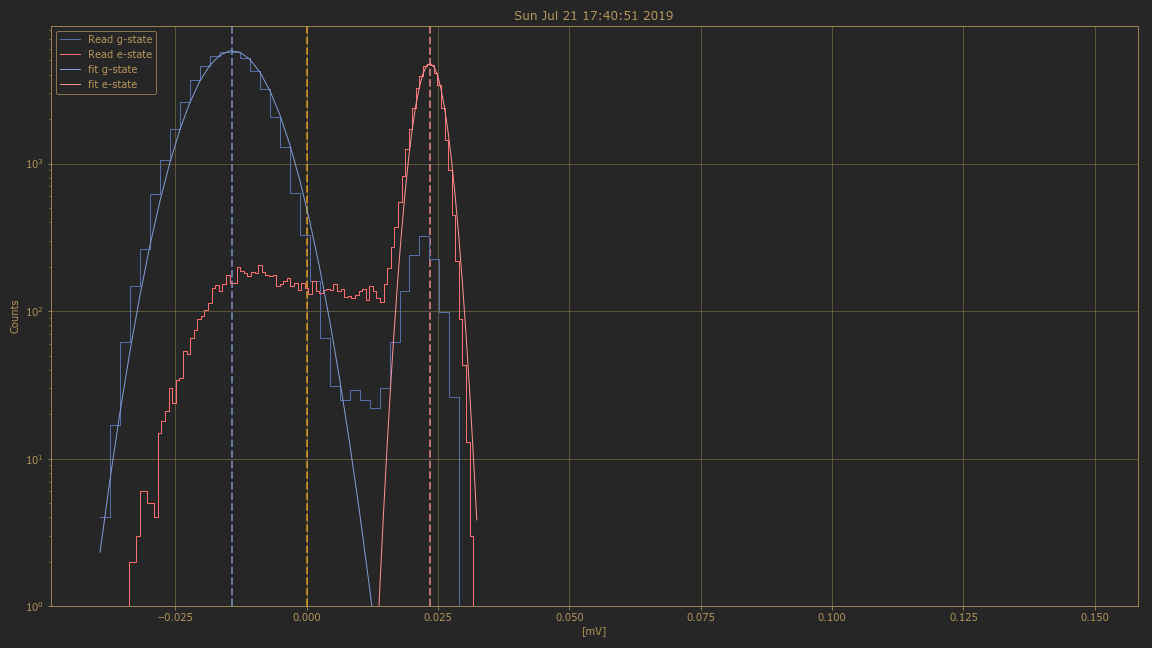 Sun Jul 21 17:40:51 2019
Read g-state
Read e-state
fit g-state
fit e-state
Counts
10³
10²
10¹
10⁰
−0.025 0.000 0.025 0.050 0.075 0.100 0.125 0.150
[mV]